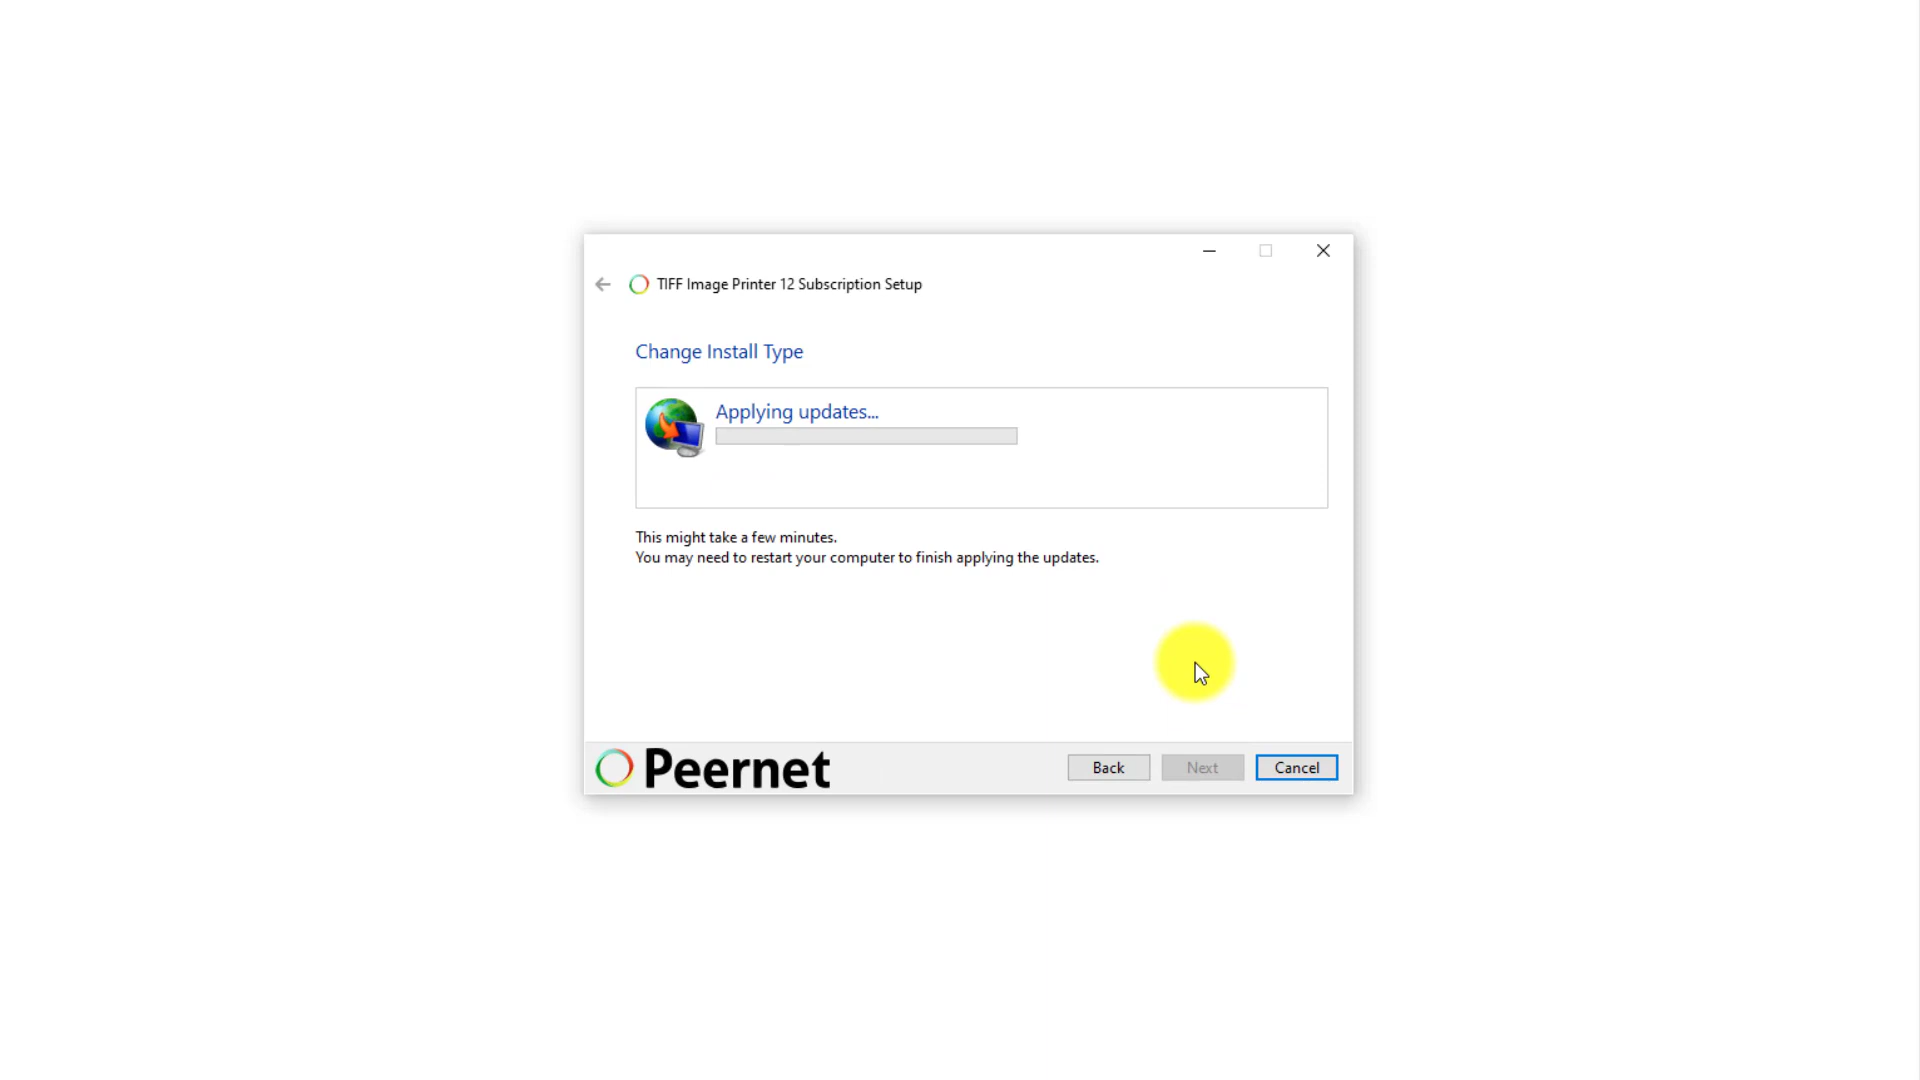 TIFF Image Printer 12 Subscription Setup
Change Install Type
Applying updates...
This might take a few minutes.
You may need to restart your computer to finish applying the updates.
Peernet
Back
Next
Cancel